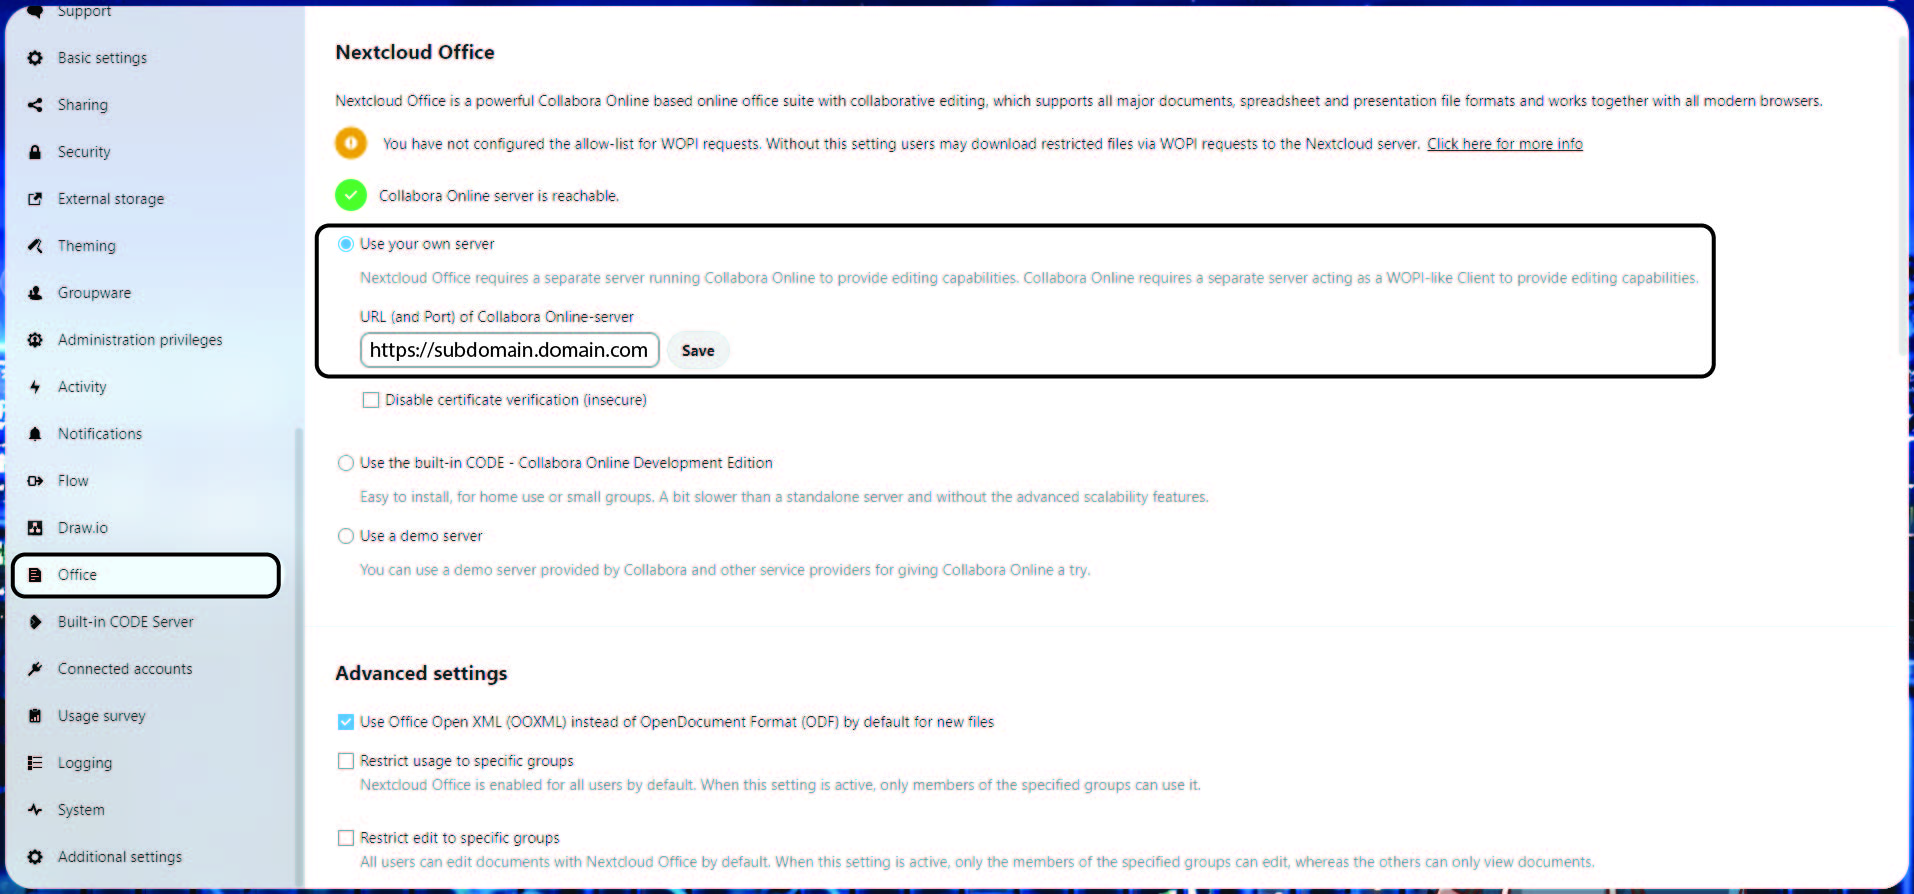 Support
Basic settings
Sharing
Security
External storage
Theming
Groupware
Administration privileges
Activity
Notifications
Flow
Draw.io
Office
Built-in CODE Server
Connected accounts
Usage survey
Logging
System
Additional settings
Nextcloud Office
Nextcloud Office is a powerful Collabora Online based online office suite with collaborative editing, which supports all major documents, spreadsheet and presentation file formats and works together with all modern browsers.
You have not configured the allow-list for WOPI requests. Without this setting users may download restricted files via WOPI requests to the Nextcloud server. Click here for more info
Collabora Online server is reachable.
Use your own server
Nextcloud Office requires a separate server running Collabora Online to provide editing capabilities. Collabora Online requires a separate server acting as a WOPI-like Client to provide editing capabilities.
URL (and Port) of Collabora Online-server
https://subdomain.domain.com Save
Disable certificate verification (insecure)
Use the built-in CODE - Collabora Online Development Edition
Easy to install, for home use or small groups. A bit slower than a standalone server and without the advanced scalability features.
Use a demo server
You can use a demo server provided by Collabora and other service providers for giving Collabora Online a try.
Advanced settings
Use Office Open XML (OOXML) instead of OpenDocument Format (ODF) by default for new files
Restrict usage to specific groups
Nextcloud Office is enabled for all users by default. When this setting is active, only members of the specified groups can use it.
Restrict edit to specific groups
All users can edit documents with Nextcloud Office by default. When this setting is active, only the members of the specified groups can edit, whereas the others can only view documents.